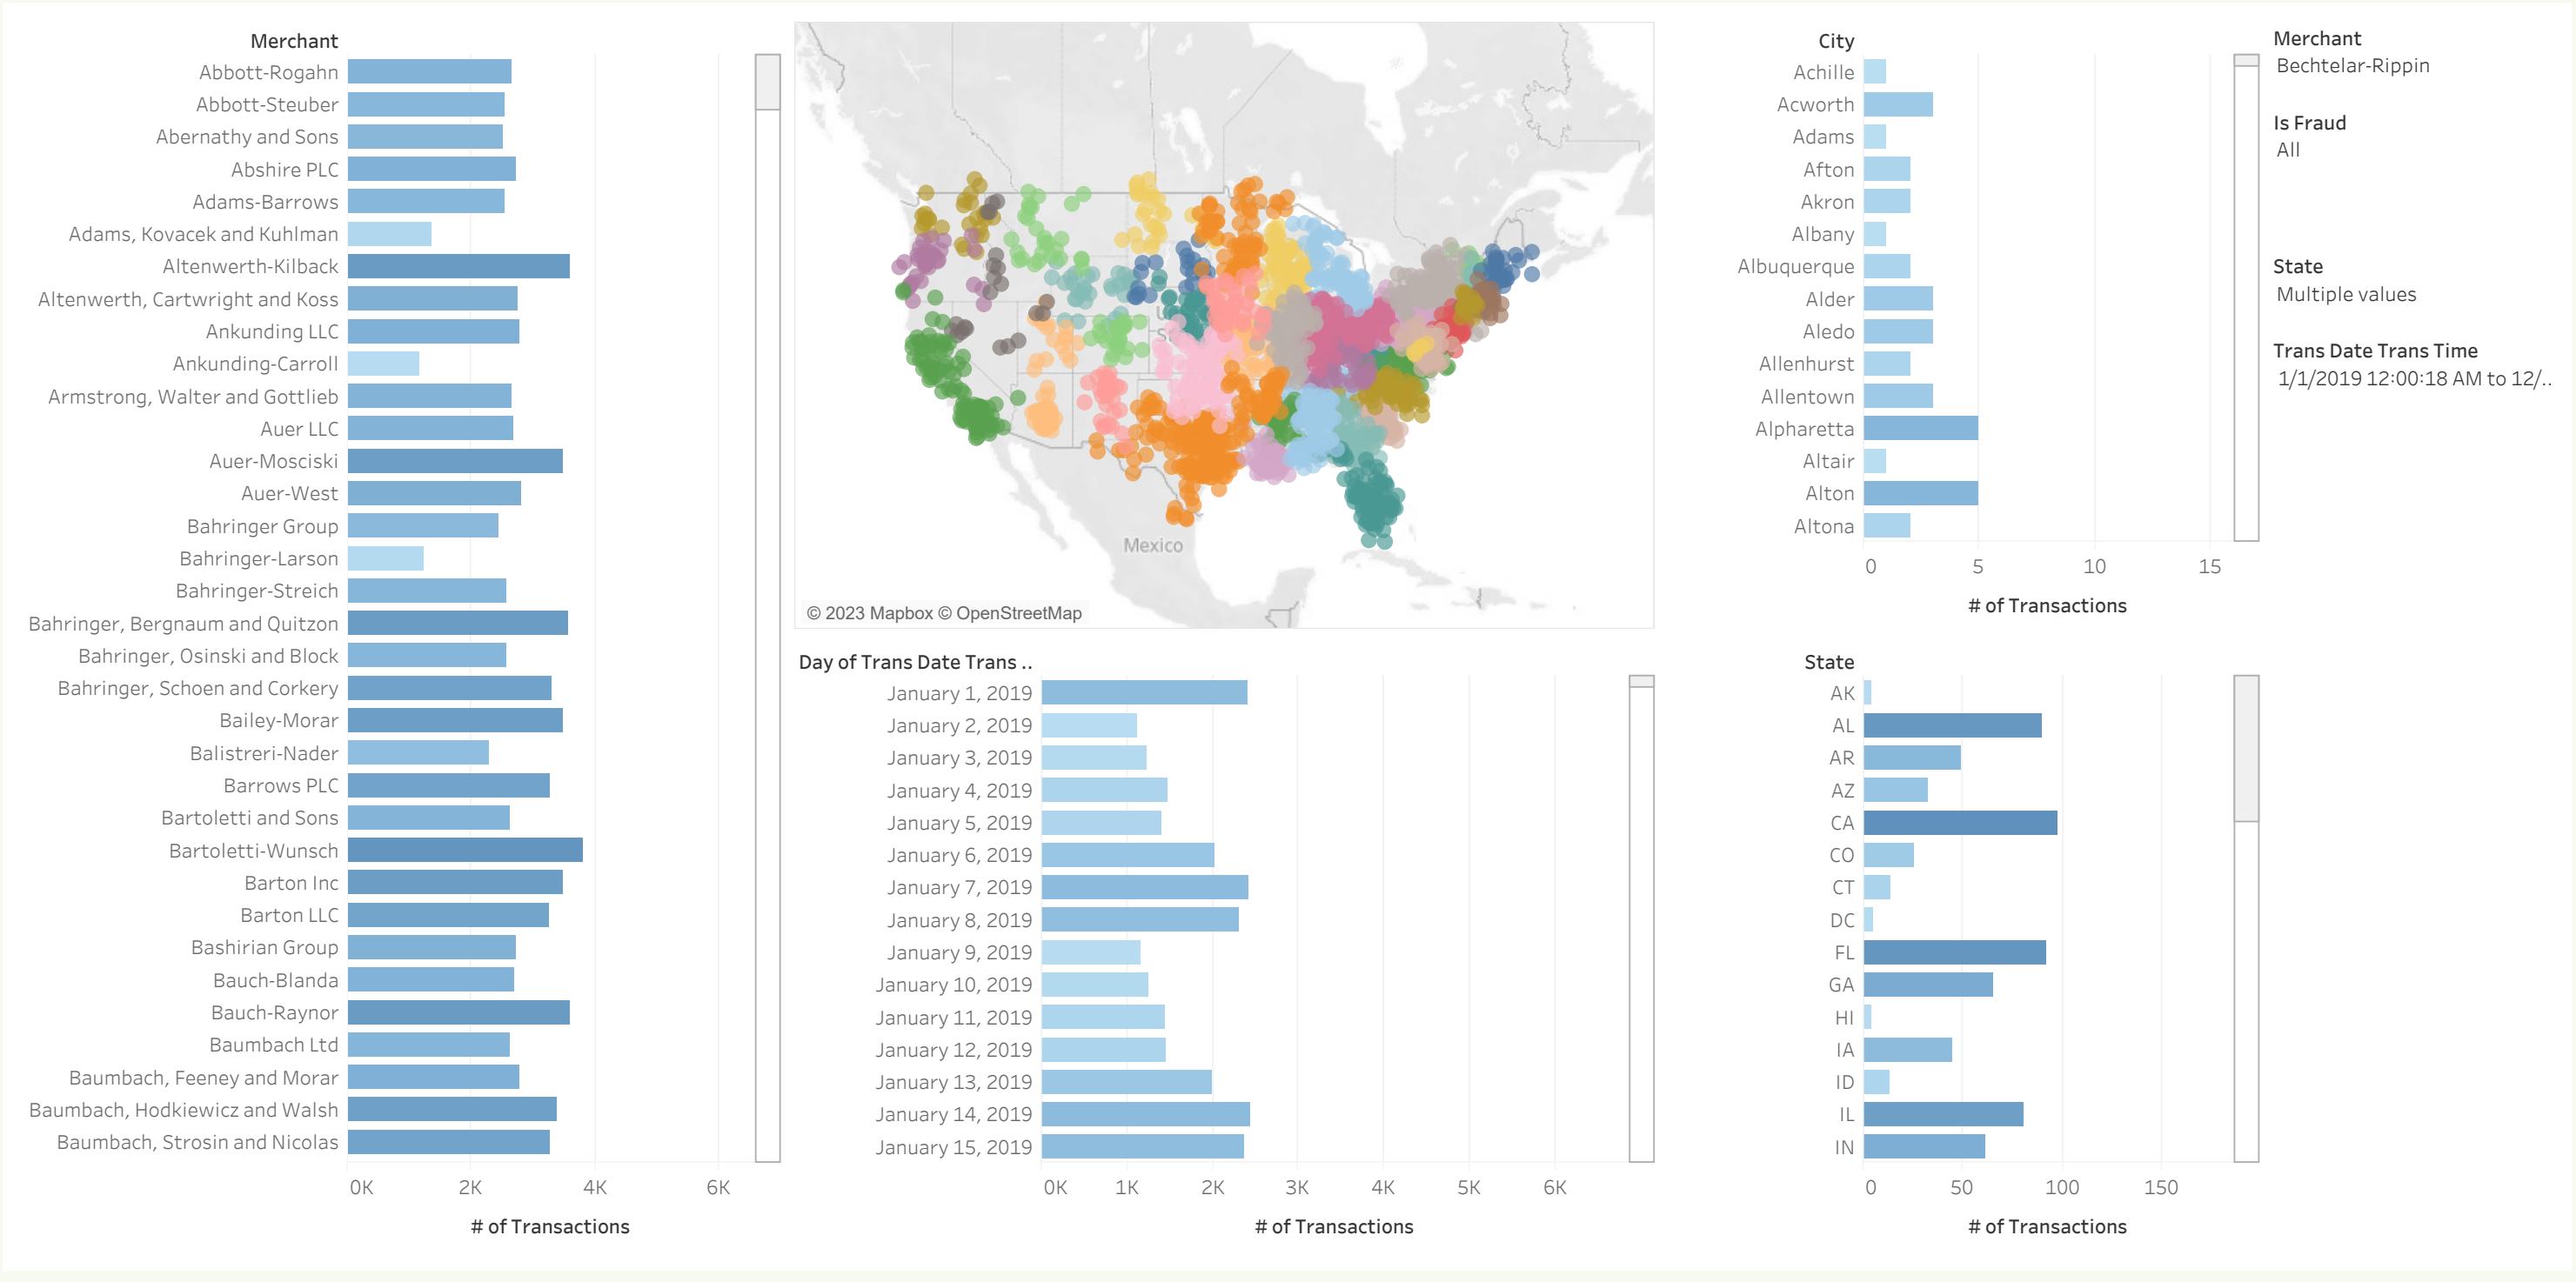 Merchant
Abbott-Rogahn
Abbott-Steuber
Abernathy and Sons
Abshire PLC
Adams-Barrows
Adams, Kovacek and Kuhlman
Altenwerth-Kilback
Altenwerth, Cartwright and Koss
Ankunding LLC
Ankunding-Carroll
Armstrong, Walter and Gottlieb
Auer LLC
Auer-Mosciski
Auer-West
Bahringer Group
Bahringer-Larson
Bahringer-Streich
Bahringer, Bergnaum and Quitzon
Bahringer, Osinski and Block
Bahringer, Schoen and Corkery
Bailey-Morar
Balistreri-Nader
Barrows PLC
Bartoletti and Sons
Bartoletti-Wunsch
Barton Inc
Barton LLC
Bashirian Group
Bauch-Blanda
Bauch-Raynor
Baumbach Ltd
Baumbach, Feeney and Morar
Baumbach, Hodkiewicz and Walsh
Baumbach, Strosin and Nicolas
0K 2K 4K 6K
# of Transactions
Mexico
© 2023 Mapbox © OpenStreetMap
Day of Trans Date Trans ..
January 1, 2019
January 2, 2019
January 3, 2019
January 4, 2019
January 5, 2019
January 6, 2019
January 7, 2019
January 8, 2019
January 9, 2019
January 10, 2019
January 11, 2019
January 12, 2019
January 13, 2019
January 14, 2019
January 15, 2019
0K 1K 2K 3K 4K 5K 6K
# of Transactions
City
Achille
Acworth
Adams
Afton
Akron
Albany
Albuquerque
Alder
Aledo
Allenhurst
Allentown
Alpharetta
Altair
Alton
Altona
0 5 10 15
# of Transactions
State
AK
AL
AR
AZ
CA
CO
CT
DC
FL
GA
HI
IA
ID
IL
IN
0 50 100 150
# of Transactions
Merchant
Bechtelar-Rippin
Is Fraud
All
State
Multiple values
Trans Date Trans Time
1/1/2019 12:00:18 AM to 12/..